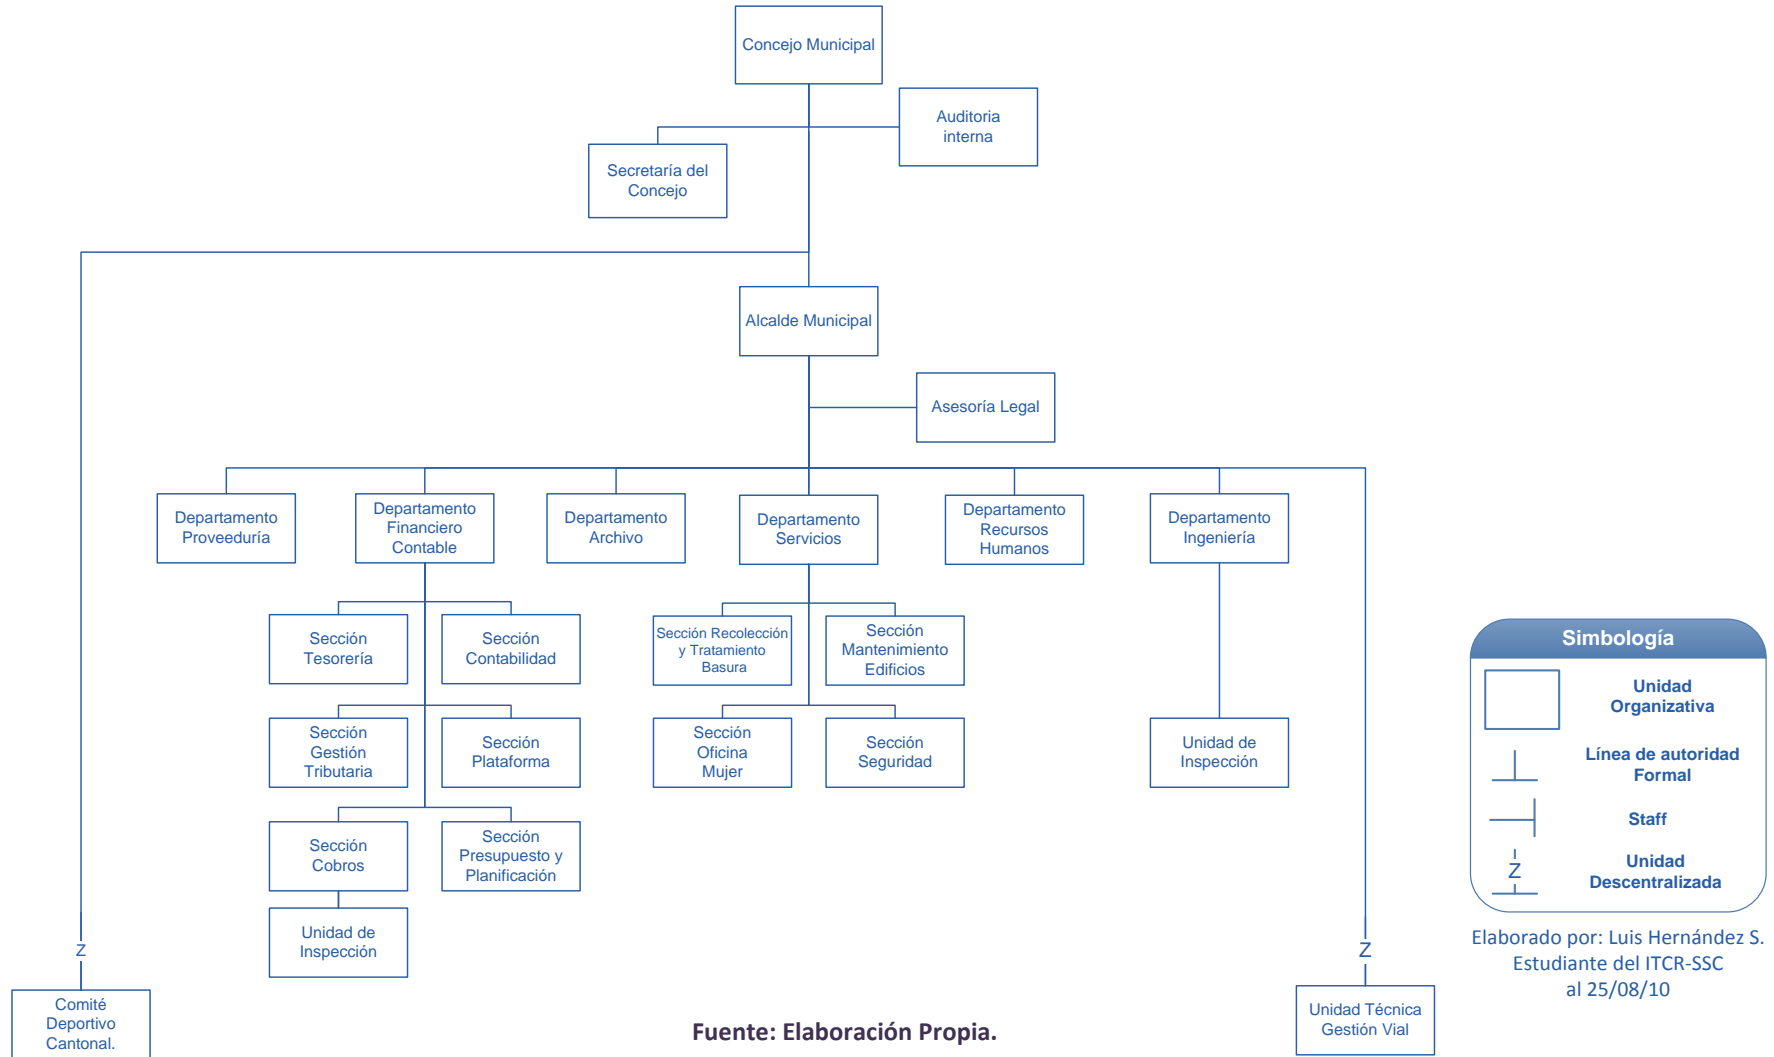 Concejo Municipal
Auditoria
interna
Secretaría del
Concejo
Alcalde Municipal
Asesoría Legal
Departamento
Proveeduría
Departamento
Financiero
Contable
Departamento
Archivo
Departamento
Servicios
Departamento
Recursos
Humanos
Departamento
Ingeniería
Sección
Tesorería
Sección
Contabilidad
Sección Recolección
y Tratamiento
Basura
Sección
Mantenimiento
Edificios
Sección
Gestión
Tributaria
Sección
Plataforma
Sección
Oficina
Mujer
Sección
Seguridad
Unidad de
Inspección
Sección
Cobros
Sección
Presupuesto y
Planificación
Unidad de
Inspección
Z
Z
Comité
Deportivo
Cantonal.
Unidad Técnica
Gestión Vial
Simbología
Unidad
Organizativa
Línea de autoridad
Formal
Staff
Z
Unidad
Descentralizada
Elaborado por: Luis Hernández S.
Estudiante del ITCR-SSC
al 25/08/10
Fuente: Elaboración Propia.